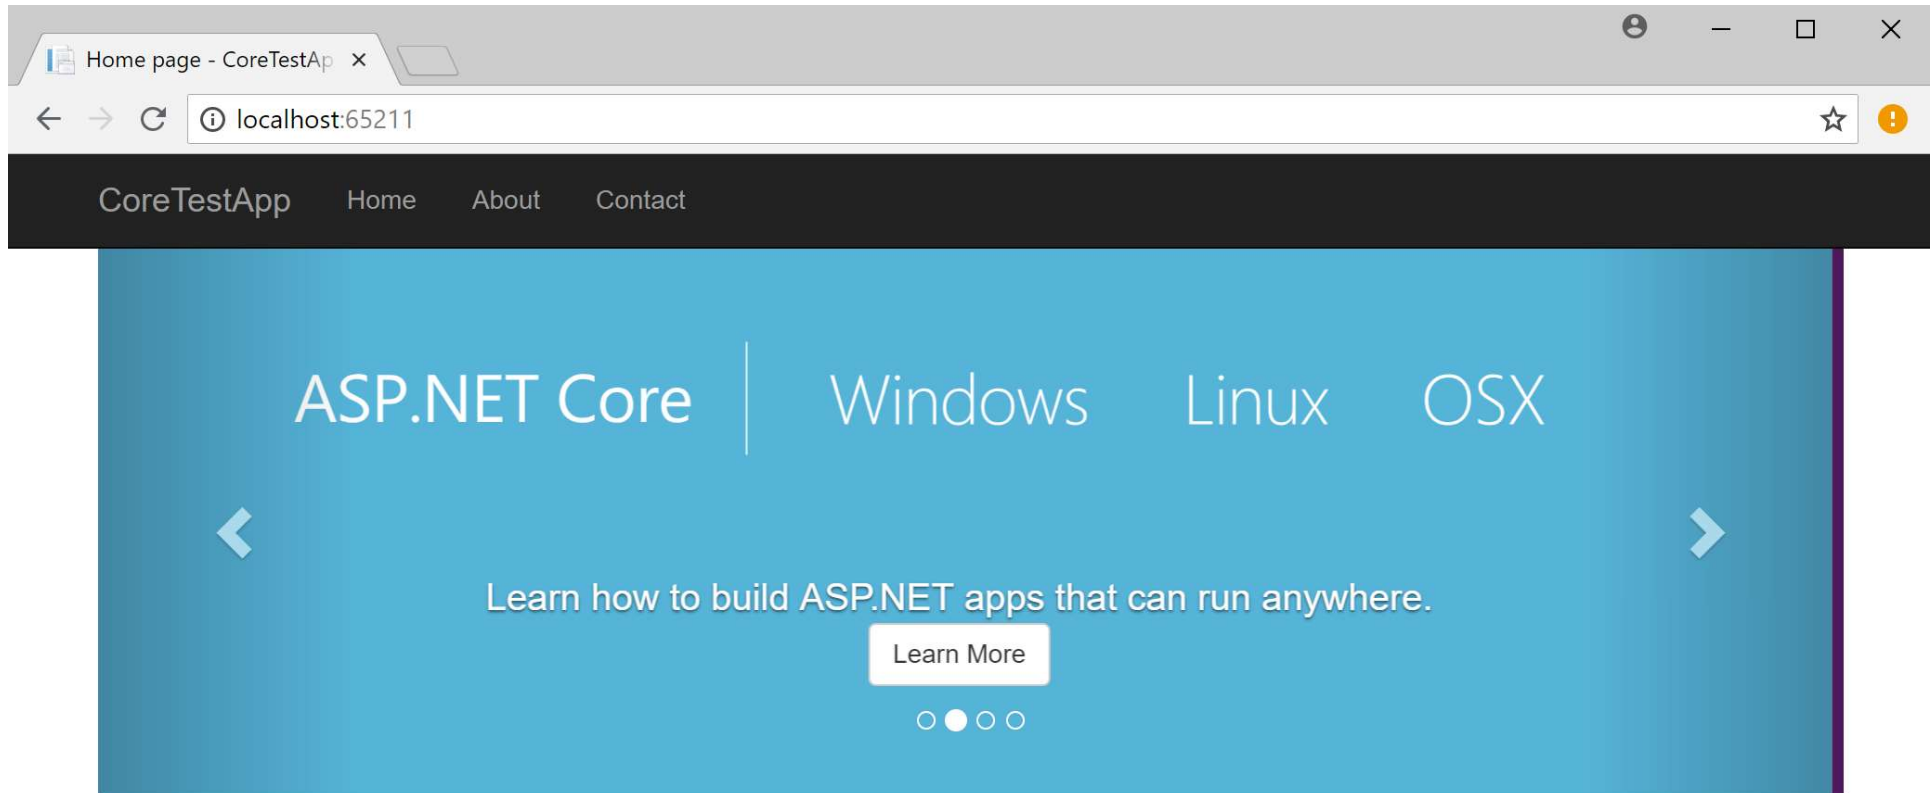 Home page - CoreTestAp
localhost:65211
CoreTestApp Home About Contact
ASP.NET Core Windows Linux OSX
Learn how to build ASP.NET apps that can run anywhere.
Learn More